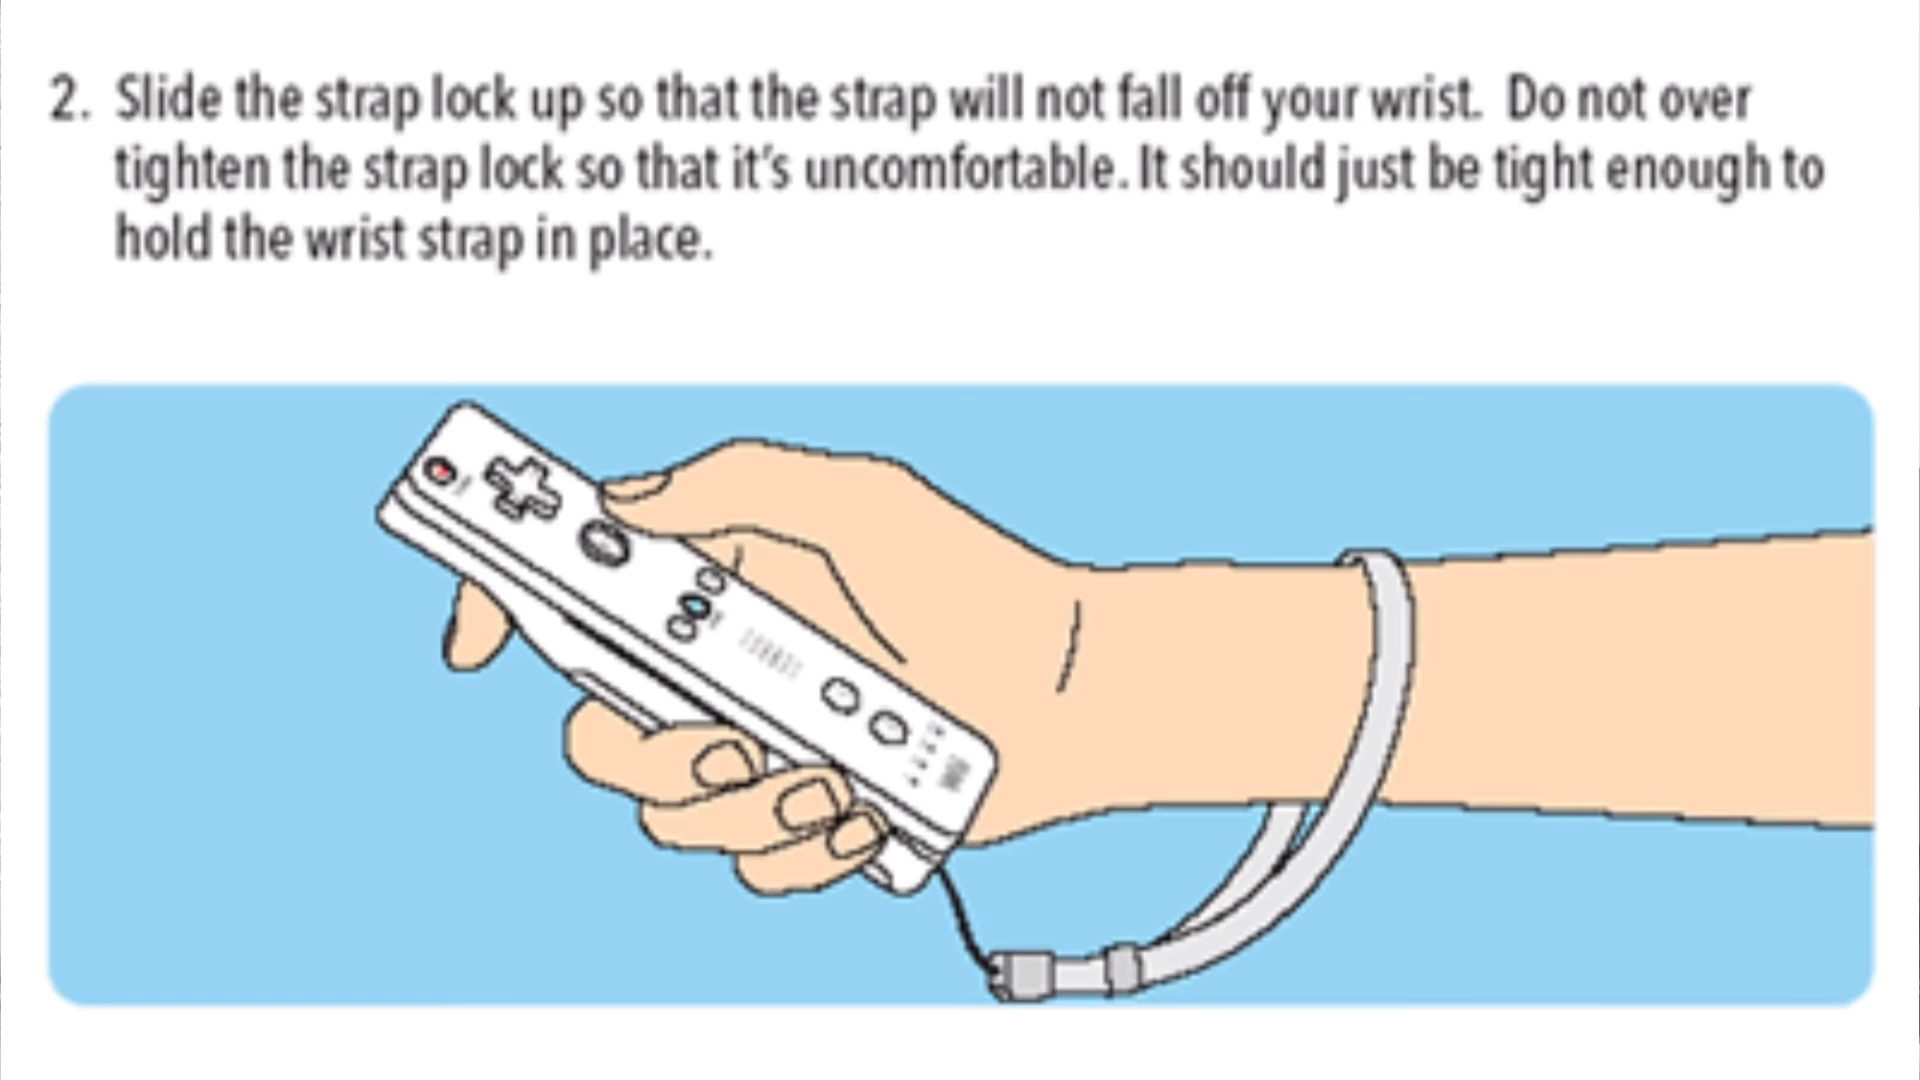 2. Slide the strap lock up so that the strap will not fall off your wrist. Do not over
tighten the strap lock so that it's uncomfortable. It should just be tight enough to
hold the wrist strap in place.